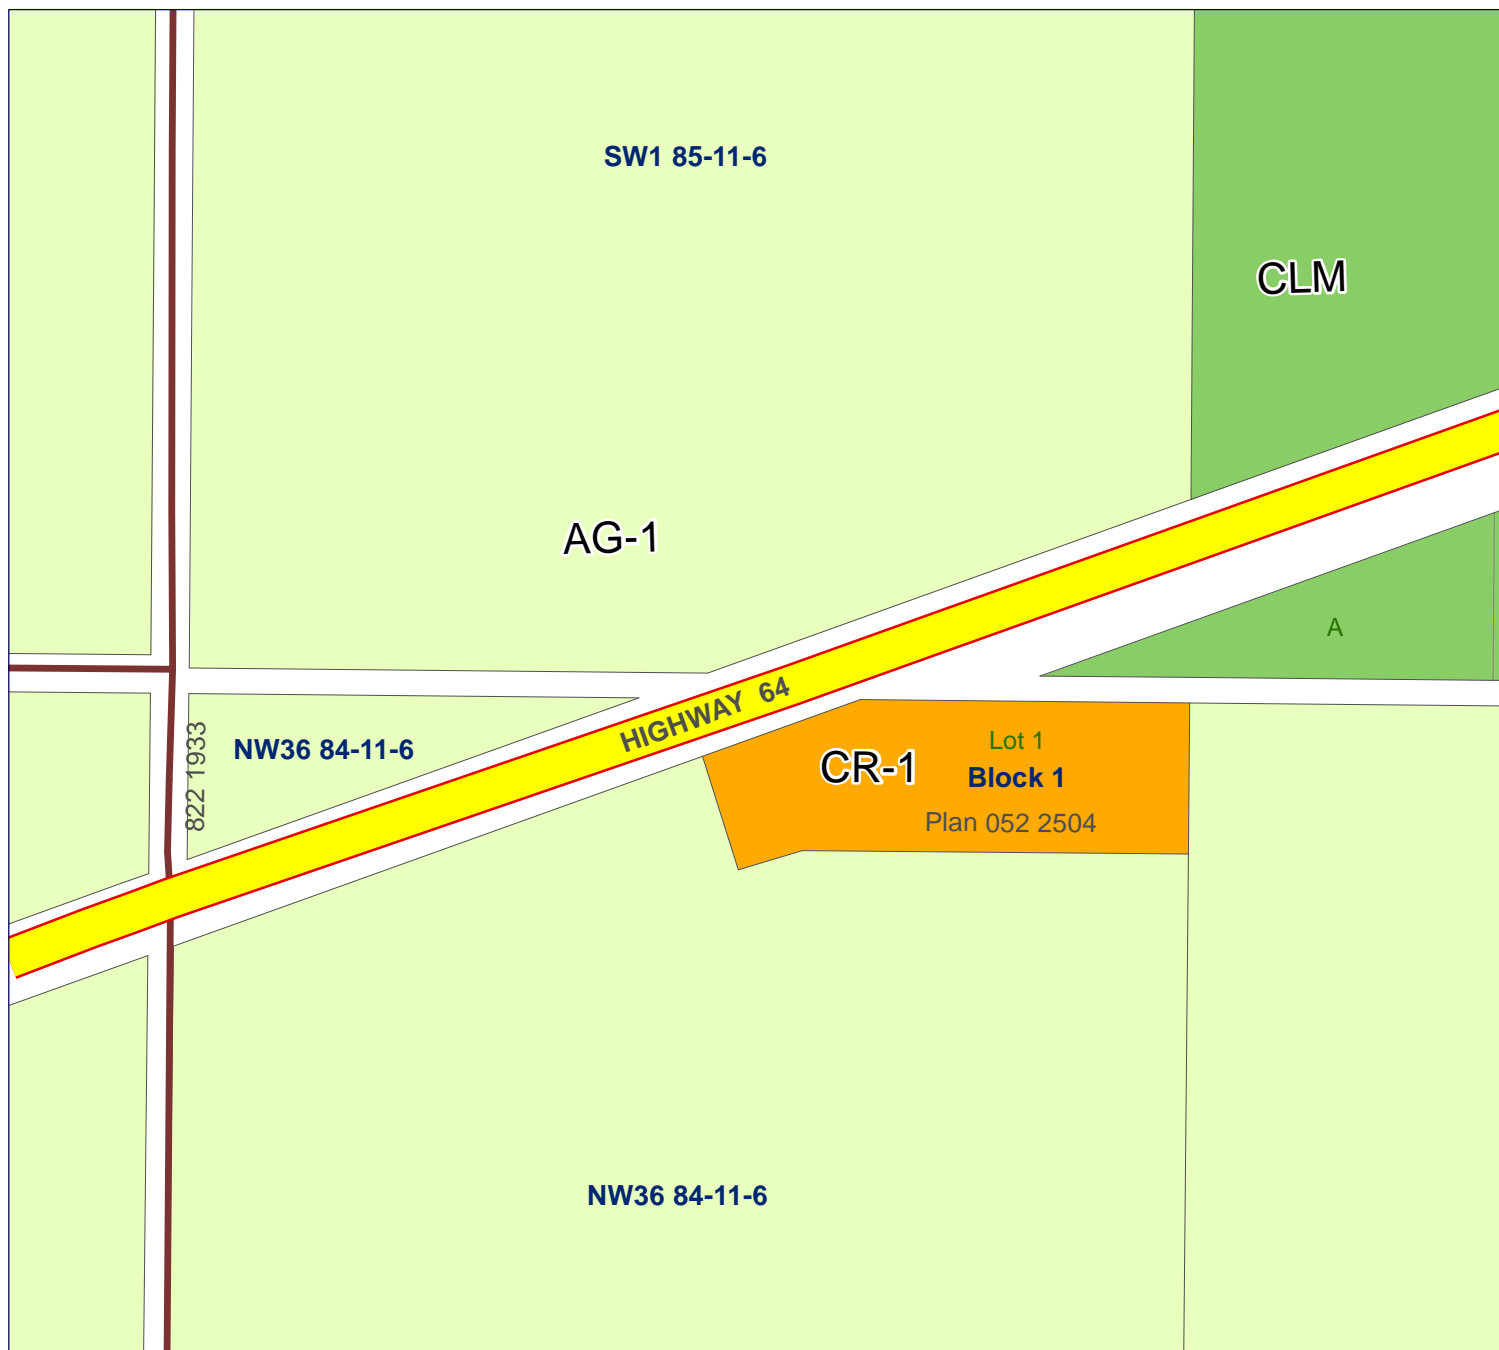 SW1 85-11-6
CLM
AG-1
A
HIGHWAY 64
822 1933
NW36 84-11-6
CR-1
Lot 1
Block 1
Plan 052 2504
NW36 84-11-6